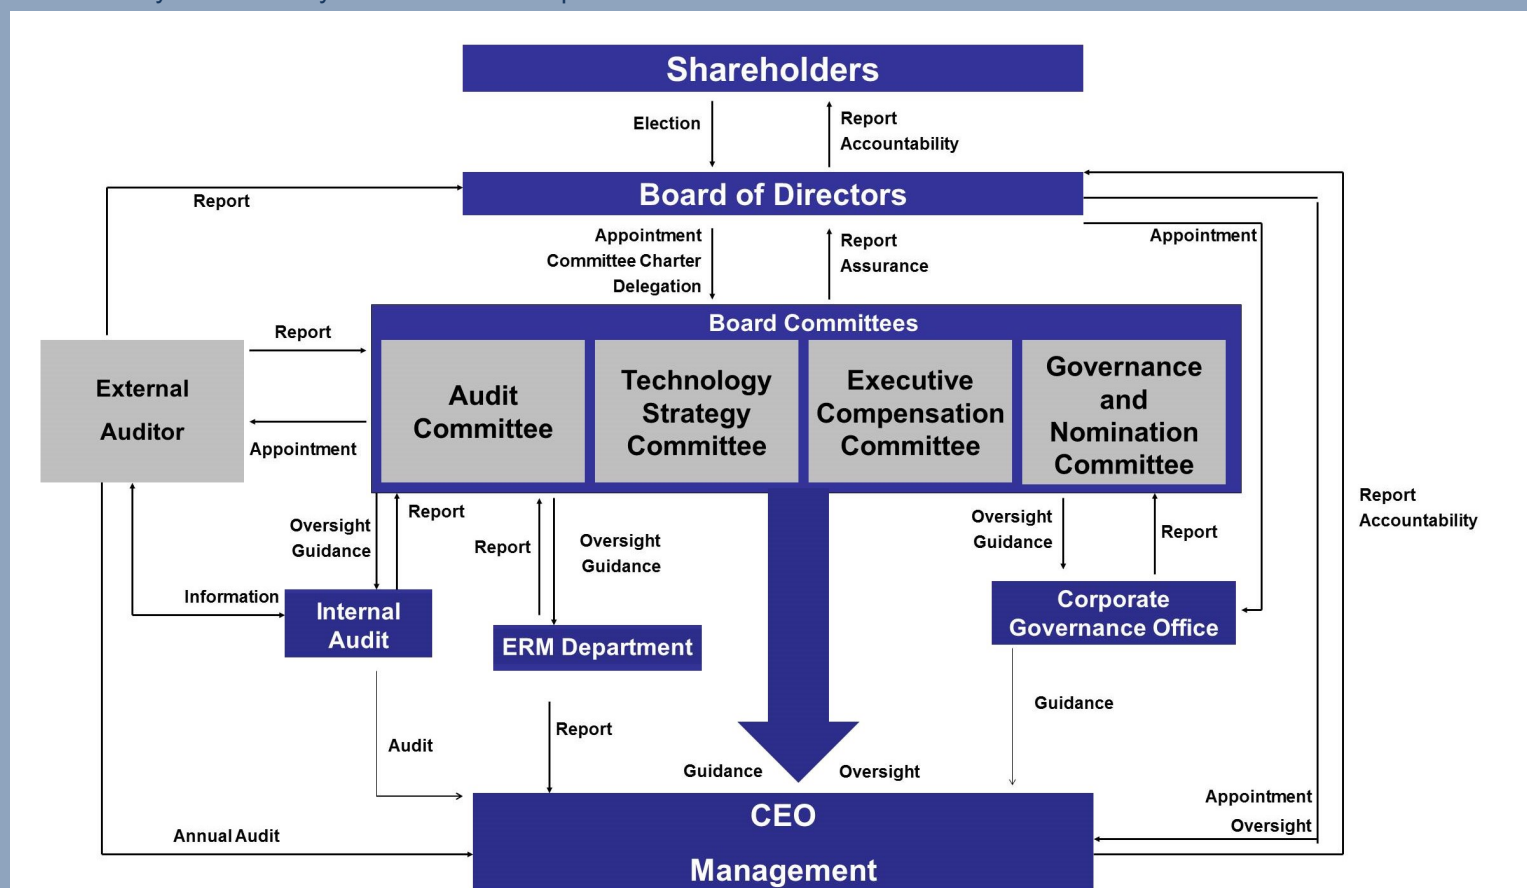 Shareholders
Election
Report
Accountability
Board of Directors
Report
Appointment
Committee Charter
Delegation
Report
Assurance
Appointment
Board Committees
Report
External
Auditor
Appointment
Audit
Committee
Technology
Strategy
Committee
Executive
Compensation
Committee
Governance
and
Nomination
Committee
Oversight
Guidance
Report
Report
Oversight
Guidance
Oversight
Guidance
Report
Report
Accountability
Information
Internal
Audit
ERM Department
Corporate
Governance Office
Audit
Report
Guidance
Guidance
Oversight
Appointment
Oversight
Annual Audit
CEO
Management